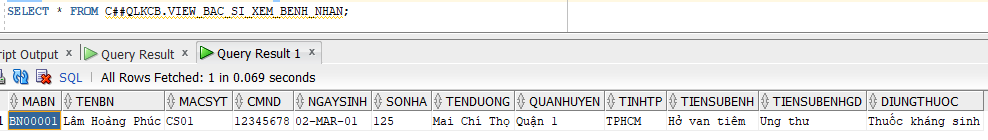 SELECT * FROM C##QLKCB.VIEW_BAC_SI_XEM_BENH_NHAN;
ript Output × Query Result × Query Result 1 ×
SQL | All Rows Fetched: 1 in 0.069 seconds
MABN TENBN MACSYT CMND NGAYSINH SONHA TENDUONG QUANHUYEN TINHTP TIENSUBENH TIENSUBENHGD DIUNGTHUOC
1 BN00001 Lâm Hoàng Phúc CS01 12345678 02-MAR-01 125 Mai Chí Thọ Quận 1 TPHCM Hở van tiêm Ung thư Thuốc kháng sinh